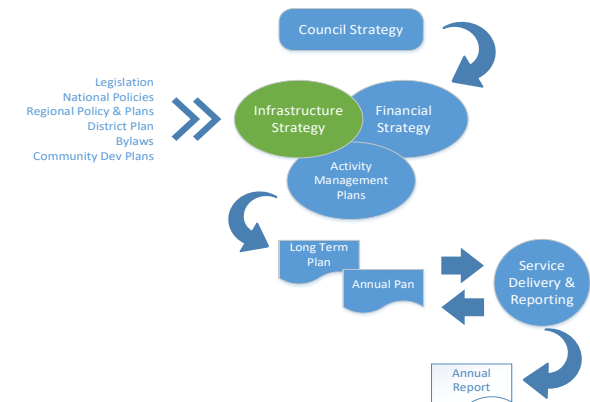 Council Strategy
Legislation
National Policies
Regional Policy & Plans
District Plan
Bylaws
Community Dev Plans
Infrastructure
Strategy
Financial
Strategy
Activity
Management
Plans
Long Term
Plan
Annual Pan
Service
Delivery &
Reporting
Annual
Report